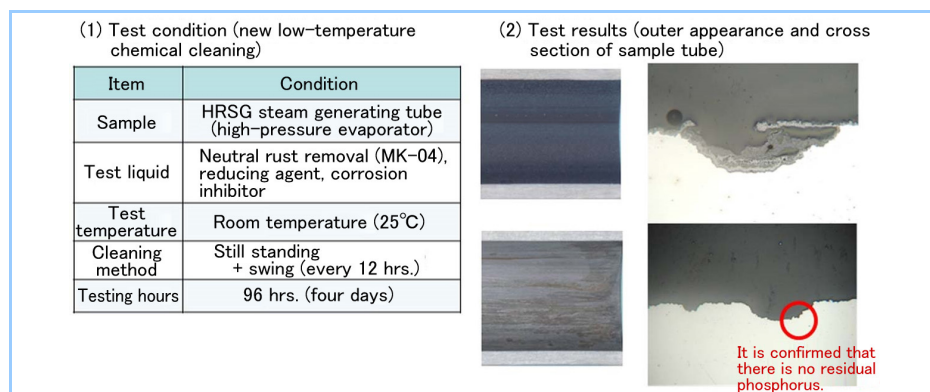 (1) Test condition (new low-temperature
chemical cleaning)
Item
Condition
Sample
HRSG steam generating tube
(high-pressure evaporator)
Test liquid
Neutral rust removal (MK-04),
reducing agent, corrosion
inhibitor
Test
temperature
Room temperature (25℃)
Cleaning
method
Still standing
+ swing (every 12 hrs.)
Testing hours
96 hrs. (four days)
(2) Test results (outer appearance and cross
section of sample tube)
It is confirmed that
there is no residual
phosphorus.